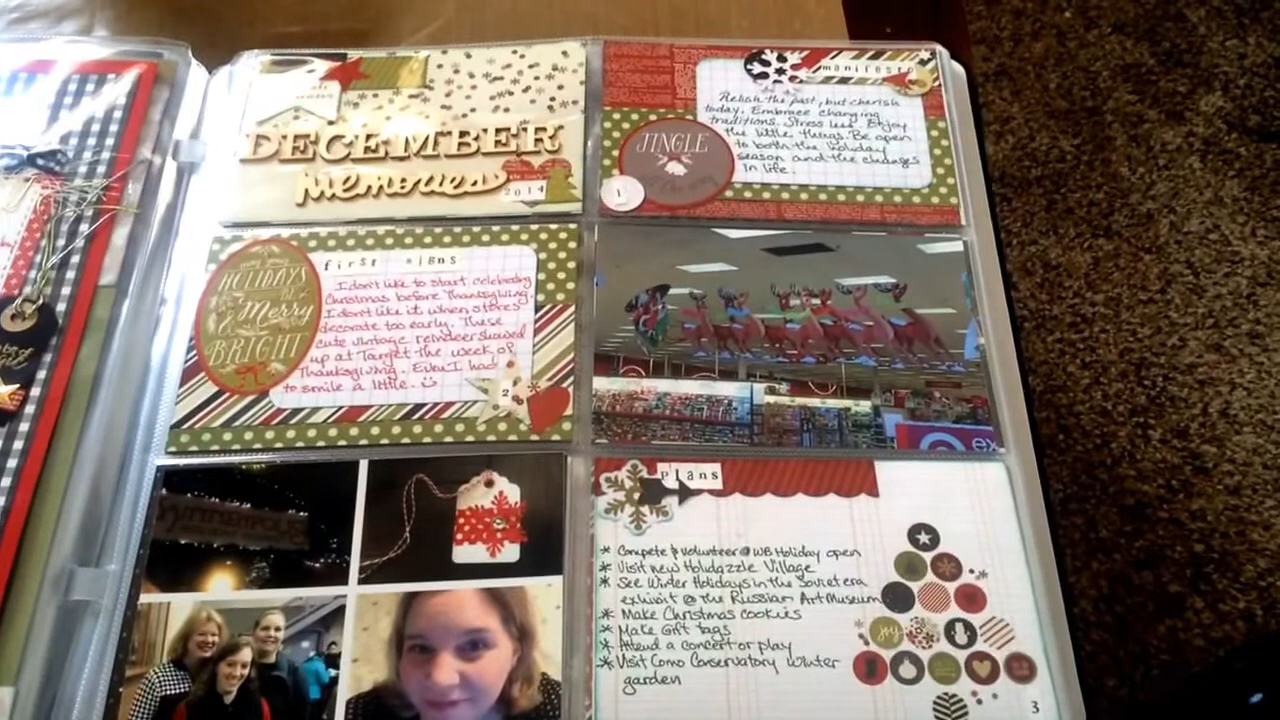 DECEMBER
memories
2014
manifesto
Relish the past, but cherish
today. Embrace changing
traditions. Stress less. Enjoy
the little things. Be open
to both the holiday
season and the changes
in life.
JINGLE
1
first signs
I don't like to start celebrating
Christmas before Thanksgiving.
I don't like it when stores
decorate too early. These
cute vintage reindeer showed
up at Target the week of
Thanksgiving. Even I had
to smile a little.
may your
HOLIDAYS
be
Merry
&
BRIGHT
2
ex
plans
* Compete & volunteer @ WB Holiday open
* Visit new Holidazzle Village
* See Winter Holidays in the Soviet era
exhibit @ the Russian Art Museum
* Make Christmas cookies
* Make Gift tags
* Attend a concert or play
* Visit Como Conservatory winter
garden
joy
3